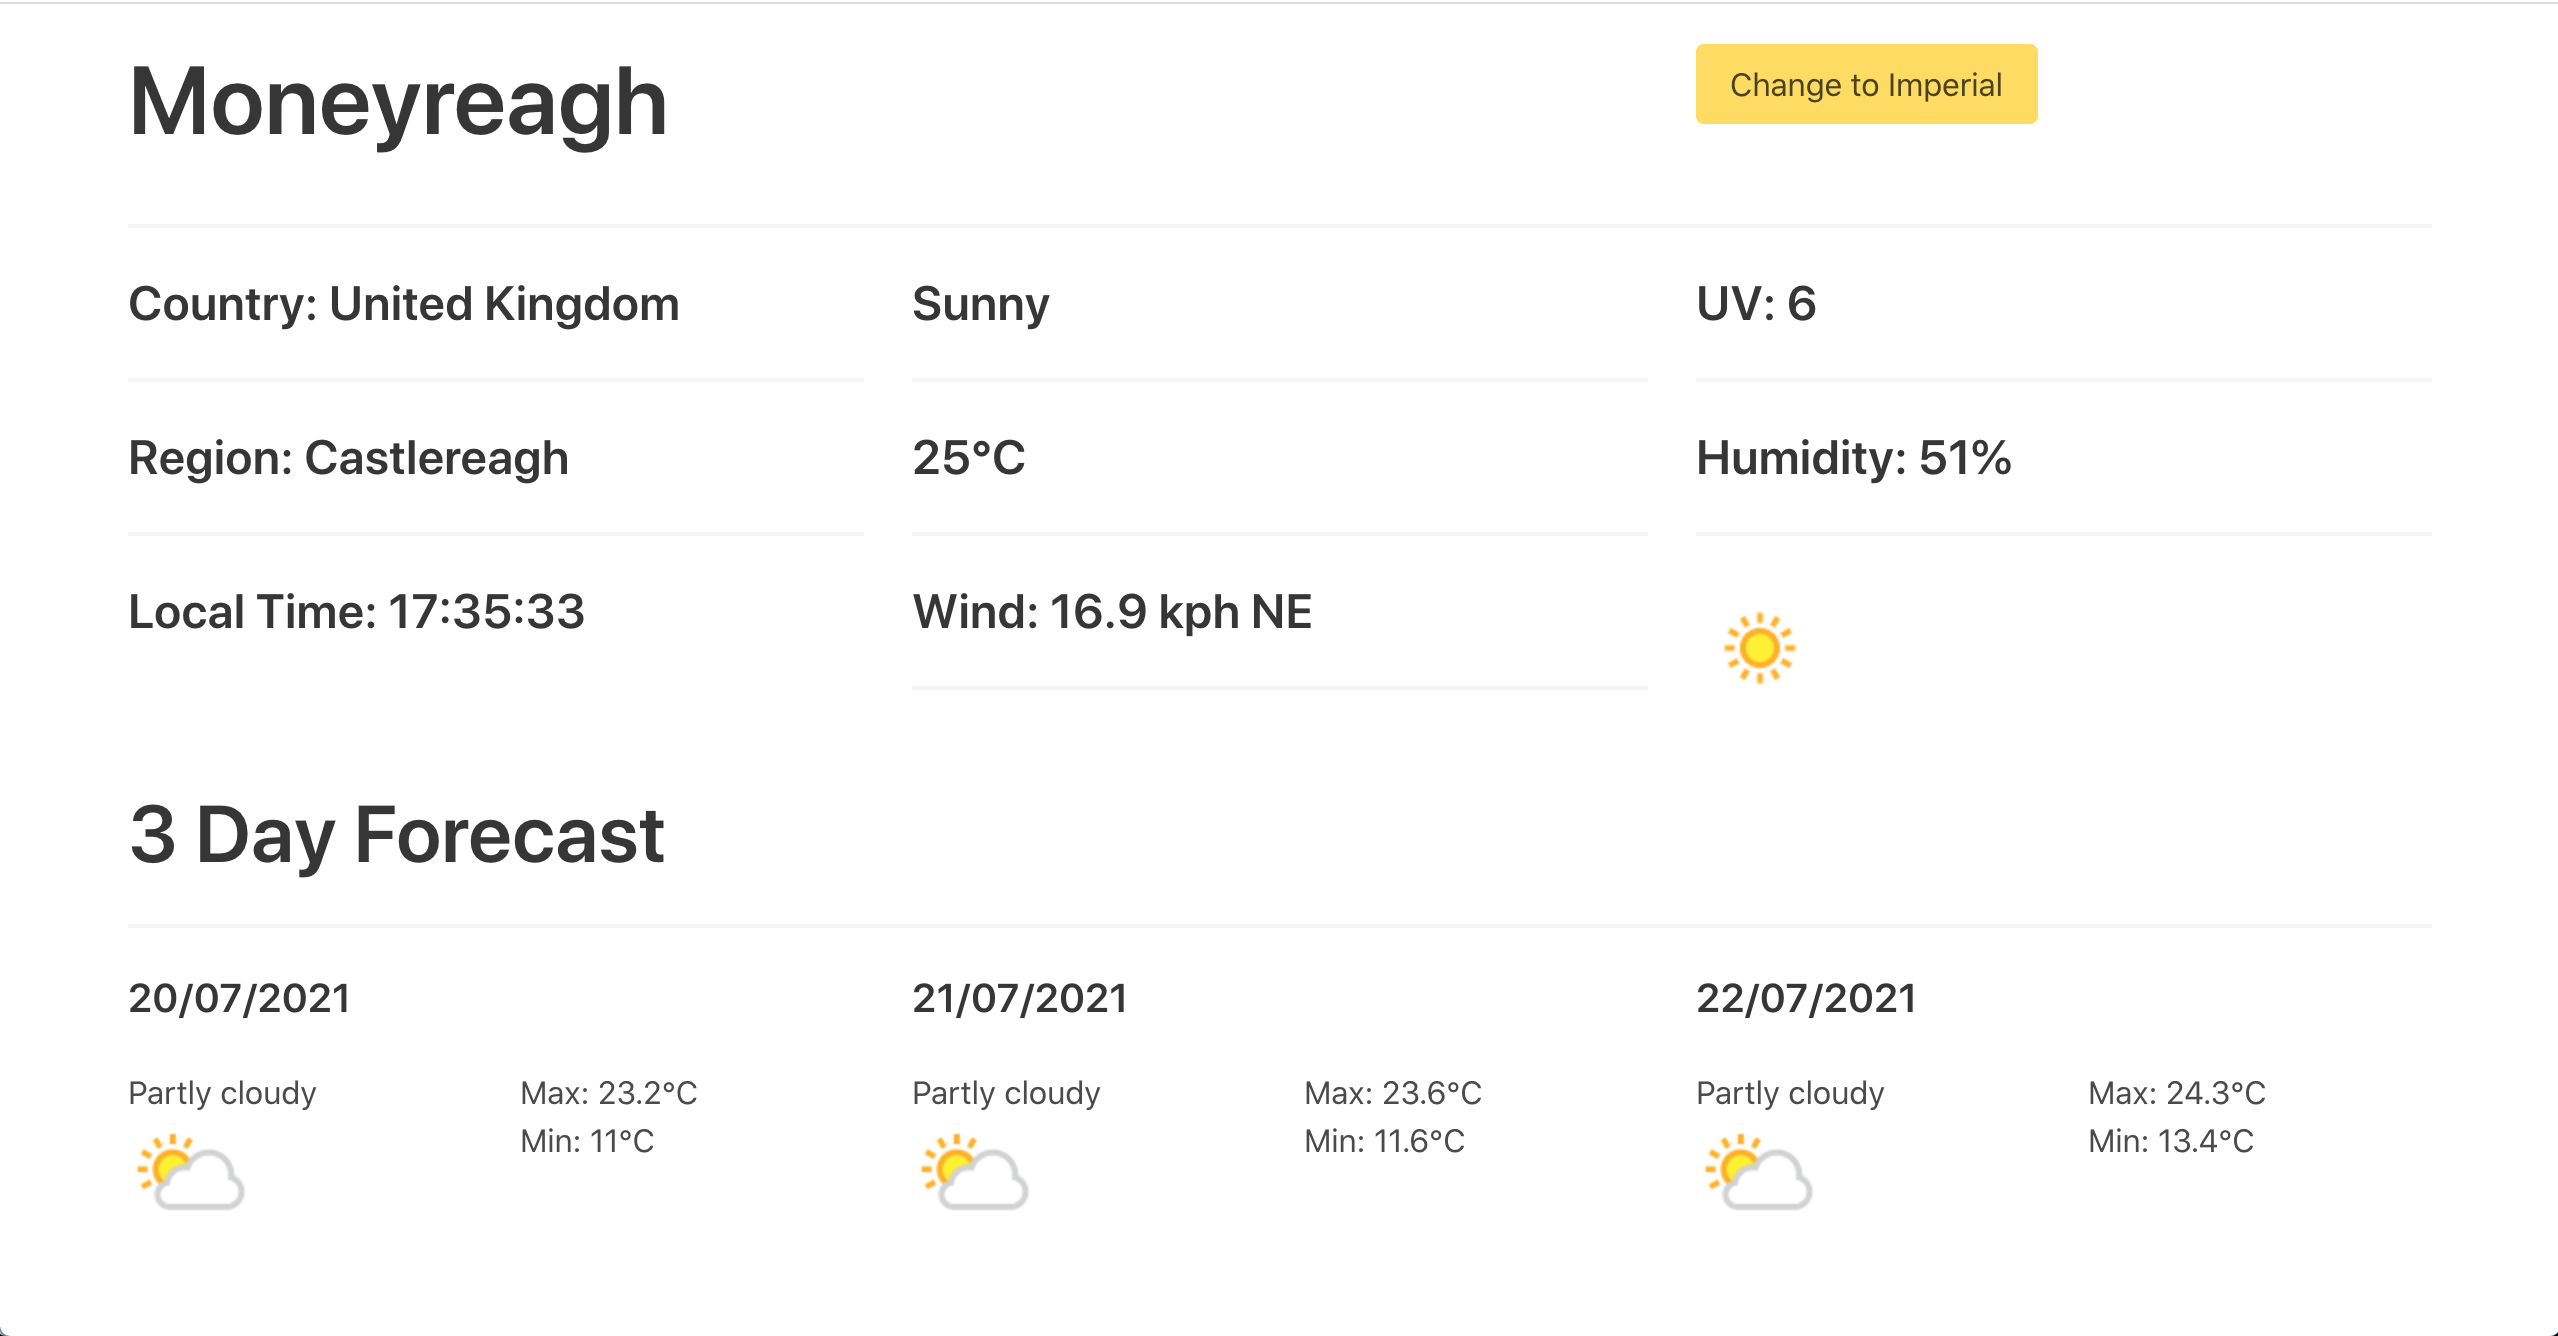 Moneyreagh
Change to Imperial
Country: United Kingdom
Sunny
UV: 6
Region: Castlereagh
25°C
Humidity: 51%
Local Time: 17:35:33
Wind: 16.9 kph NE
3 Day Forecast
20/07/2021
Partly cloudy
Max: 23.2°C
Min: 11°C
21/07/2021
Partly cloudy
Max: 23.6°C
Min: 11.6°C
22/07/2021
Partly cloudy
Max: 24.3°C
Min: 13.4°C